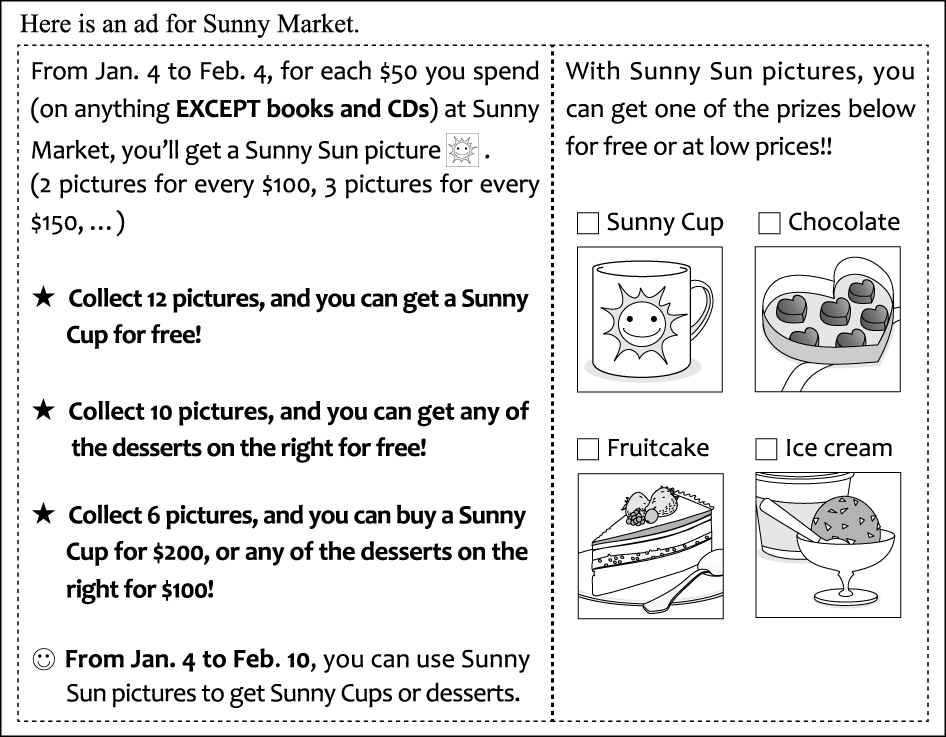 Here is an ad for Sunny Market.
From Jan. 4 to Feb. 4, for each $50 you spend
(on anything EXCEPT books and CDs) at Sunny
Market, you’ll get a Sunny Sun picture .
(2 pictures for every $100, 3 pictures for every
$150, …)
★ Collect 12 pictures, and you can get a Sunny
Cup for free!
★ Collect 10 pictures, and you can get any of
the desserts on the right for free!
★ Collect 6 pictures, and you can buy a Sunny
Cup for $200, or any of the desserts on the
right for $100!
☺ From Jan. 4 to Feb. 10, you can use Sunny
Sun pictures to get Sunny Cups or desserts.
With Sunny Sun pictures, you
can get one of the prizes below
for free or at low prices!!
□ Sunny Cup
□ Chocolate
□ Fruitcake
□ Ice cream